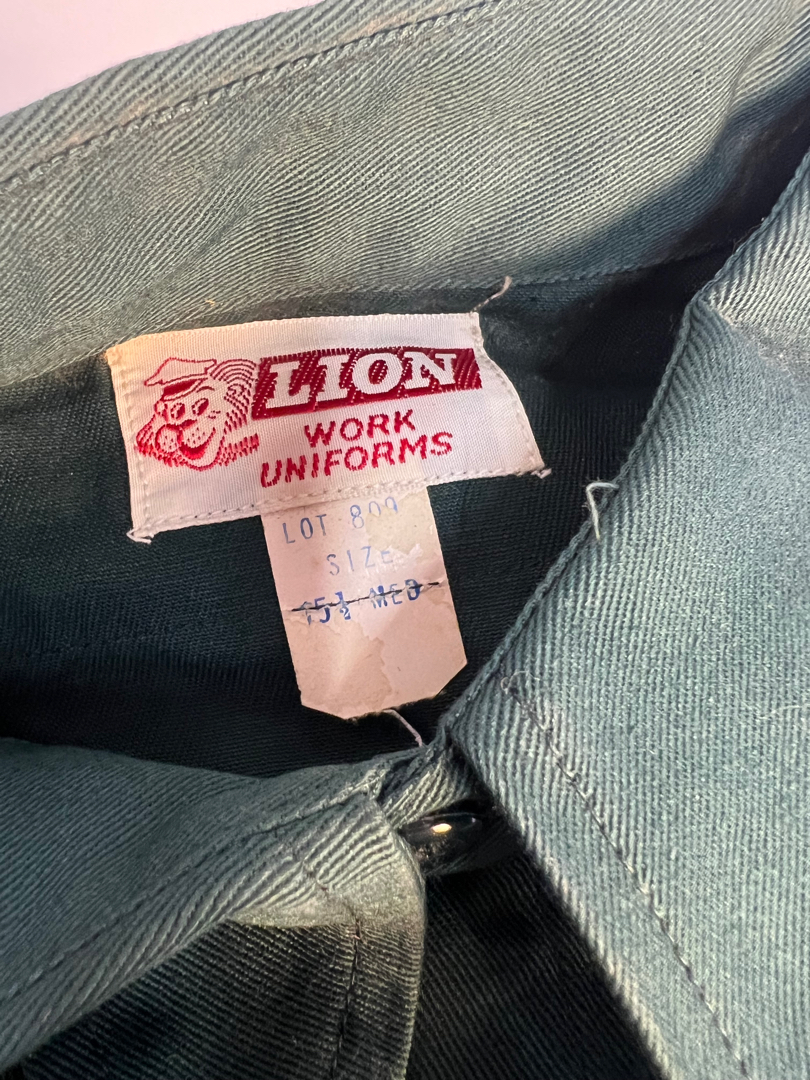 LION
WORK
UNIFORMS
LOT 809
SIZE
15½ MED